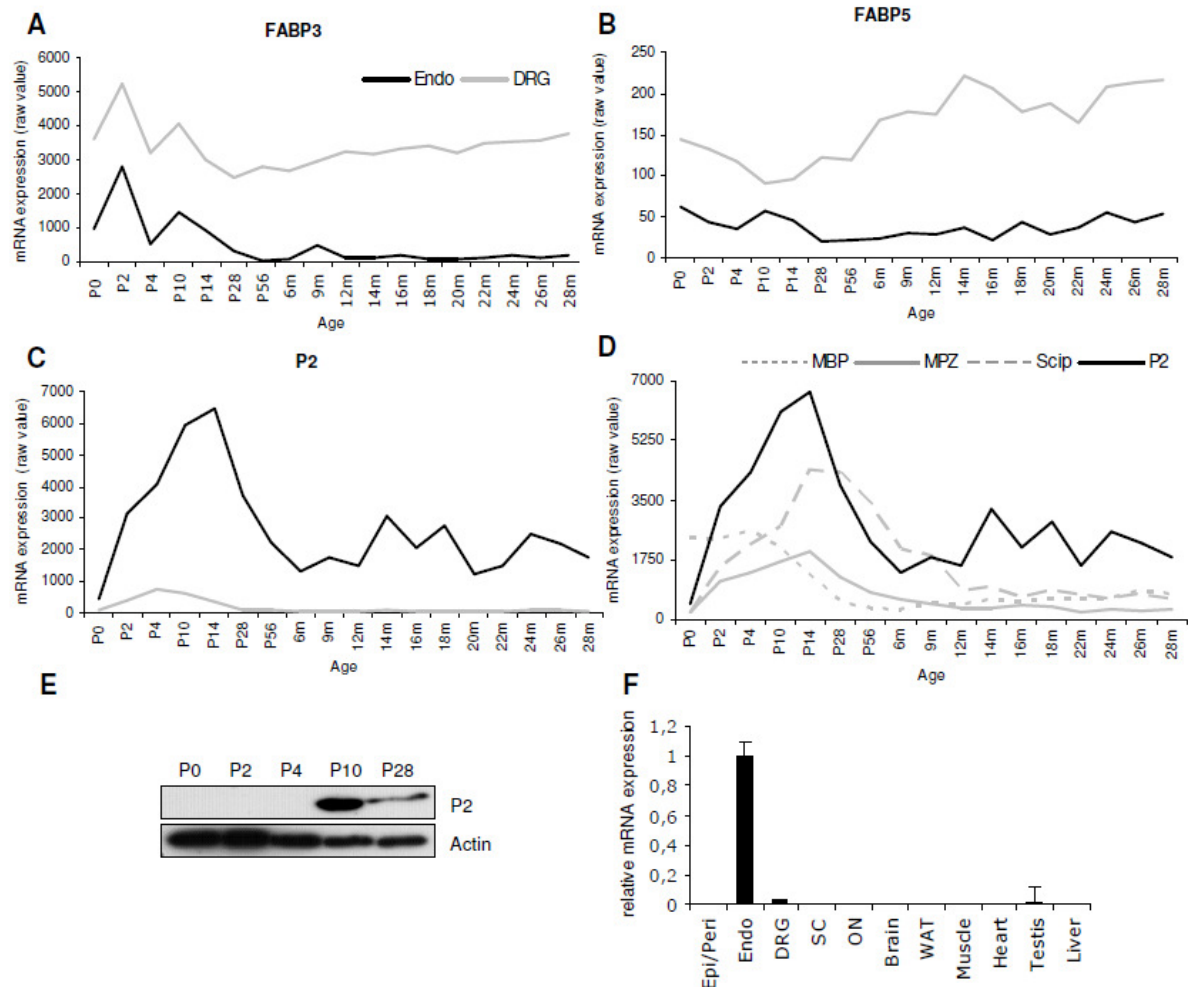 A
FABP3
mRNA expression (raw value)
6000
5000
4000
3000
2000
1000
0
Endo DRG
P0 P2 P4 P10 P14 P28 P56 6m 9m 12m 14m 16m 18m 20m 22m 24m 26m 28m
Age
B
FABP5
mRNA expression (raw value)
250
200
150
100
50
0
P0 P2 P4 P10 P14 P28 P56 6m 9m 12m 14m 16m 18m 20m 22m 24m 26m 28m
Age
C
P2
mRNA expression (raw value)
7000
6000
5000
4000
3000
2000
1000
0
P0 P2 P4 P10 P14 P28 P56 6m 9m 12m 14m 16m 18m 20m 22m 24m 26m 28m
Age
D
MBP MPZ Scip P2
mRNA expression (raw value)
7000
5250
3500
1750
0
P0 P2 P4 P10 P14 P28 P56 6m 9m 12m 14m 16m 18m 22m 24m 26m 28m
Age
E
P0 P2 P4 P10 P28
P2
Actin
F
relative mRNA expression
1,2
1
0,8
0,6
0,4
0,2
0
Epi/Peri Endo DRG SC ON Brain WAT Muscle Heart Testis Liver